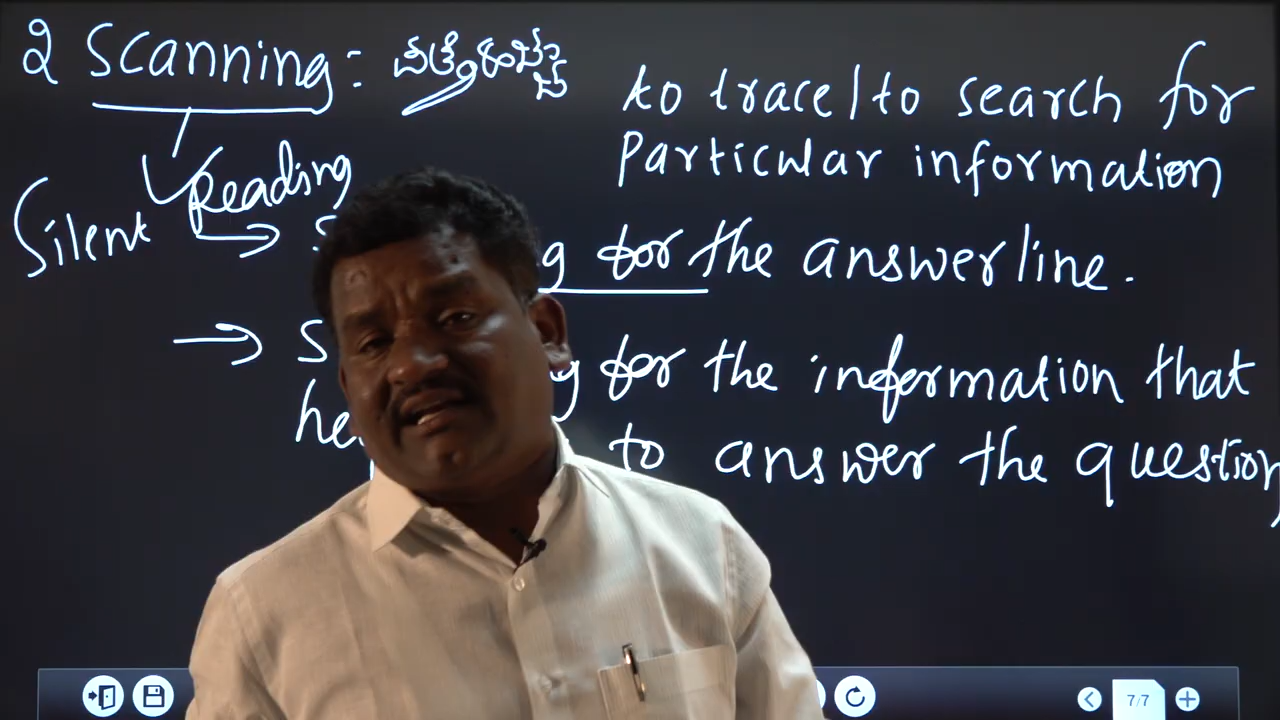 2 Scanning:
to trace/to search for
Particular information
Reading
Silent
for the answer line.
for the information that
to answer the question
7/7